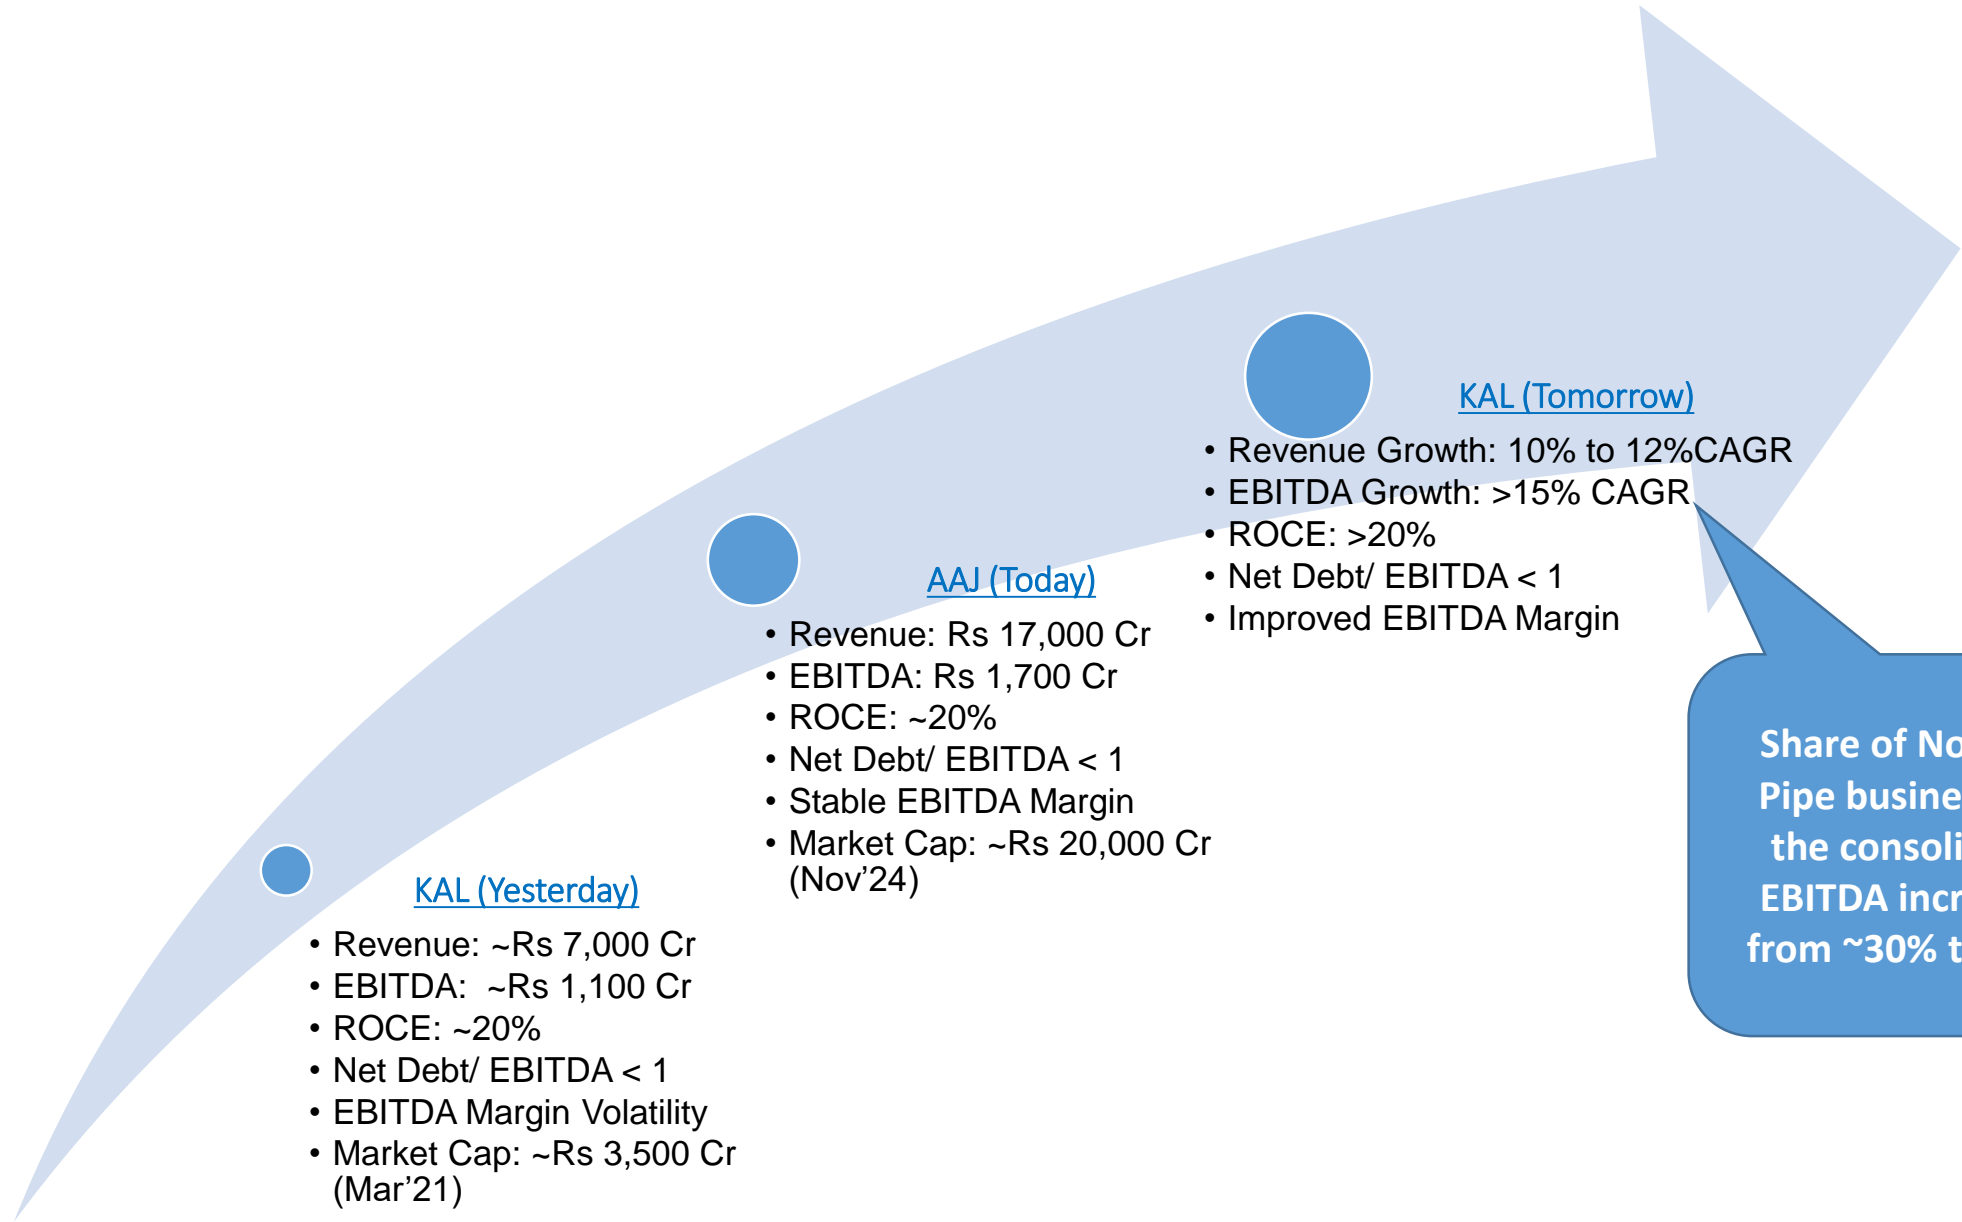 KAL (Yesterday)
• Revenue: ~Rs 7,000 Cr
• EBITDA:  ~Rs 1,100 Cr
• ROCE: ~20%
• Net Debt/ EBITDA < 1
• EBITDA Margin Volatility
• Market Cap: ~Rs 3,500 Cr
(Mar’21)
AAJ (Today)
• Revenue: Rs 17,000 Cr
• EBITDA: Rs 1,700 Cr
• ROCE: ~20%
• Net Debt/ EBITDA < 1
• Stable EBITDA Margin
• Market Cap: ~Rs 20,000 Cr
(Nov’24)
KAL (Tomorrow)
• Revenue Growth: 10% to 12%CAGR
• EBITDA Growth: >15% CAGR
• ROCE: >20%
• Net Debt/ EBITDA < 1
• Improved EBITDA Margin
Share of
Pipe
the
EBITDA
from ~30%